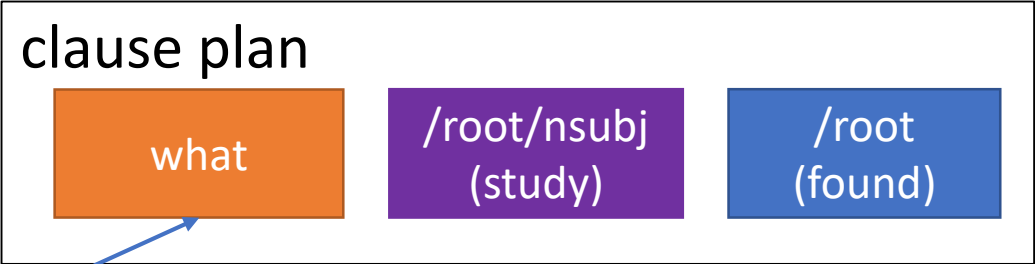 clause plan
what
/root/nsubj
(study)
/root
(found)